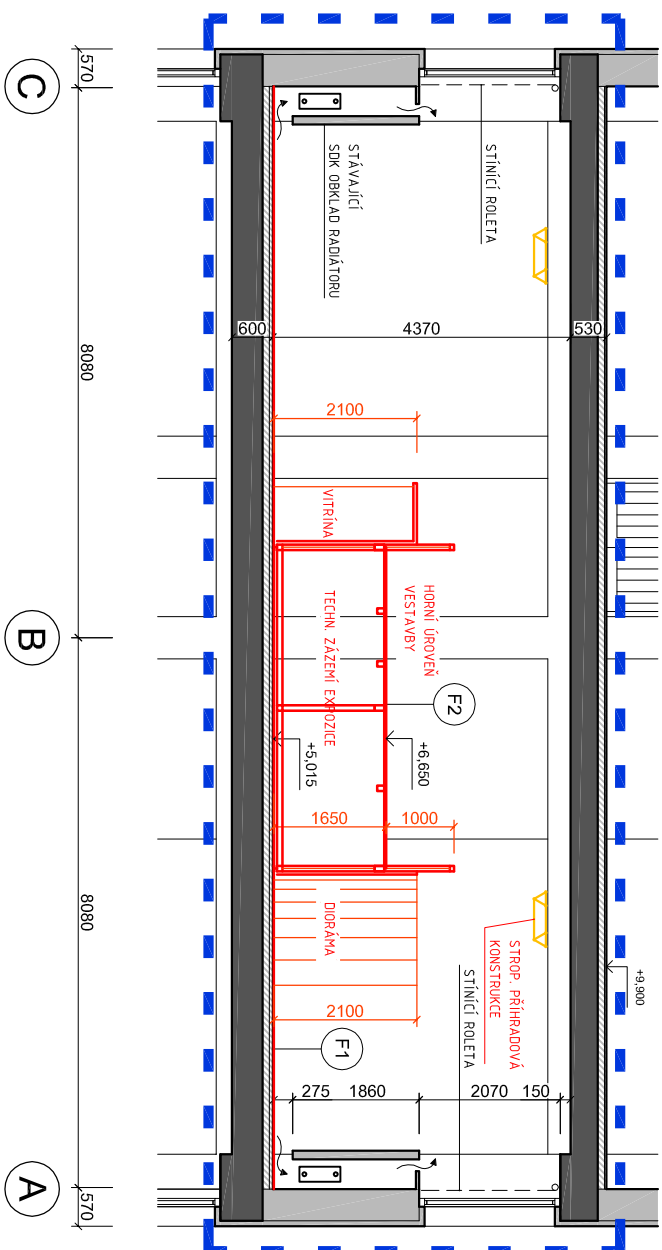 +9,900
530
4370
600
STÍNÍCÍ ROLETA
STÁVAJÍCÍ
SDK OBKLAD RADIÁTORU
2100
VITRÍNA
HORNÍ ÚROVEŇ
VESTAVBY
TECHN. ZÁZEMÍ EXPOZICE
F2
+6,650
+5,015
1650
1000
DIORÁMA
STROP. PŘÍHRADOVÁ
KONSTRUKCE
STÍNÍCÍ ROLETA
2100
F1
275
1860
2070
150
570
8080
8080
570
C
B
A